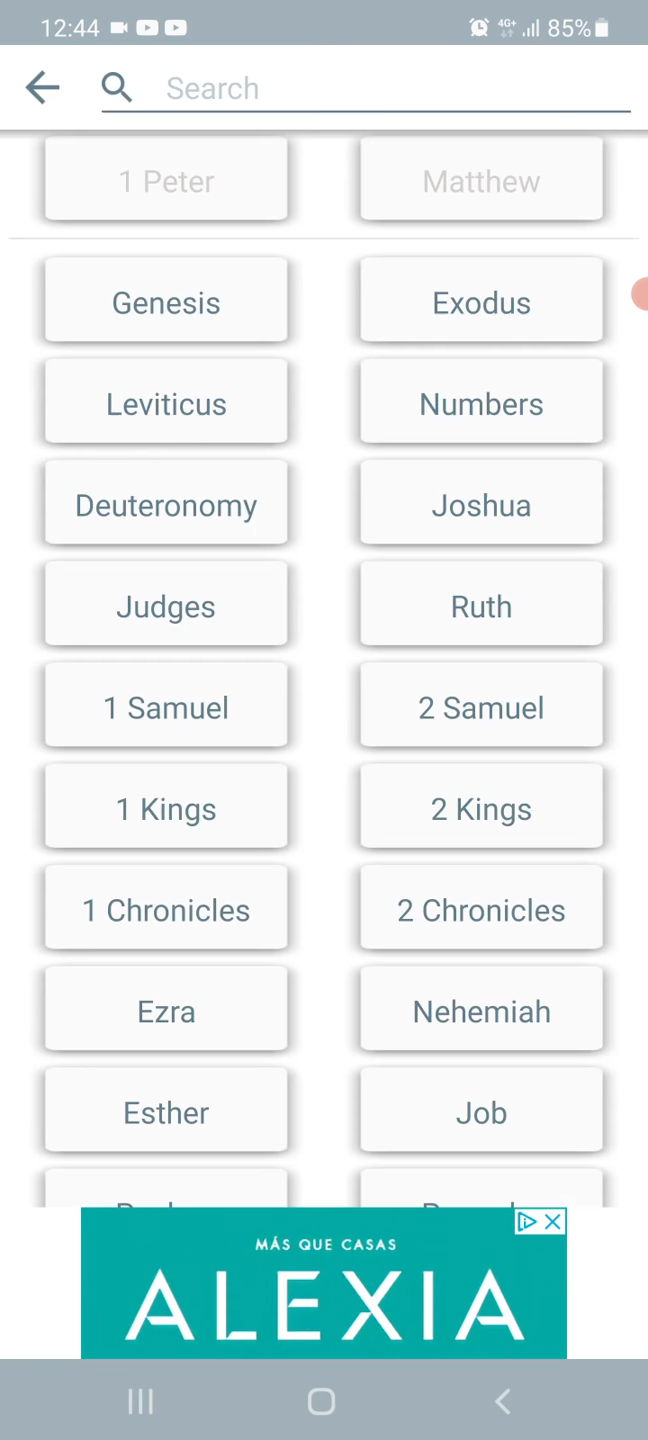 12:44 4G+ 85%
Search
1 Peter Matthew
Genesis Exodus
Leviticus Numbers
Deuteronomy Joshua
Judges Ruth
1 Samuel 2 Samuel
1 Kings 2 Kings
1 Chronicles 2 Chronicles
Ezra Nehemiah
Esther Job
MÁS QUE CASAS
ALEXIA